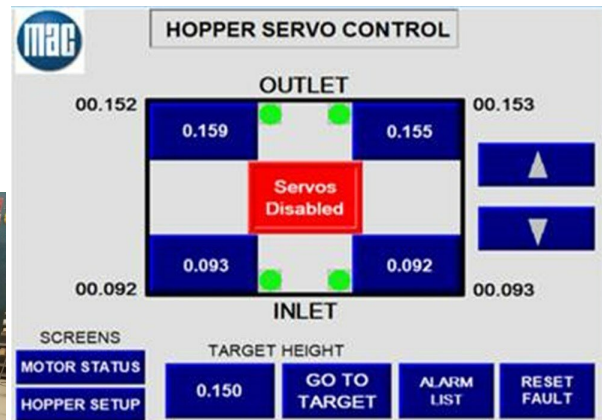 mac
HOPPER SERVO CONTROL
OUTLET
00.152
00.153
0.159
0.155
Servos
Disabled
0.093
0.092
00.092
00.093
INLET
SCREENS
TARGET HEIGHT
MOTOR STATUS
HOPPER SETUP
0.150
GO TO
TARGET
ALARM
LIST
RESET
FAULT